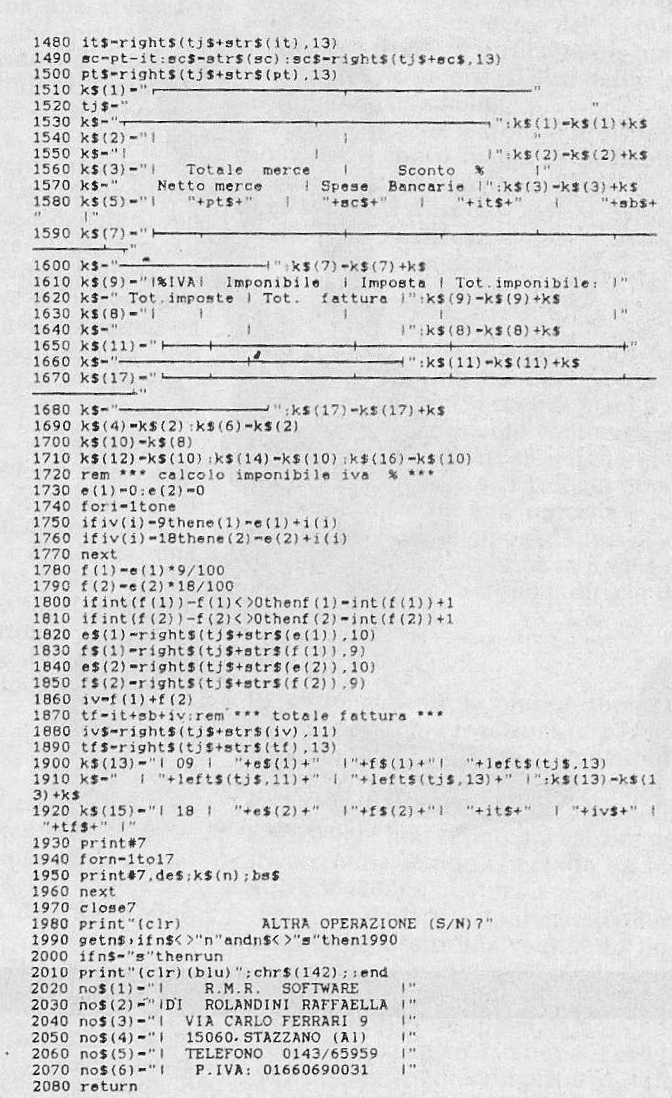 1480 it$=right$(tj$+str$(it),13)
1490 sc=pt-it:sc$=str$(sc):sc$=right$(tj$+sc$,13)
1500 pt$=right$(tj$+str$(pt),13)
1510 k$(1)="┌──────────────────────────"
1520 tj$="                    "
1530 k$="──────────────────────────┐":k$(1)=k$(1)+k$
1540 k$(2)="|                |                "
1550 k$="|                |                |":k$(2)=k$(2)+k$
1560 k$(3)="|   Totale merce   |     Sconto  %     |"
1570 k$="   Netto merce   | Spese  Bancarie |":k$(3)=k$(3)+k$
1580 k$(5)="|   "+pt$+"   |   "+sc$+"   |   "+it$+"   |   "+sb$+
"   |"
1590 k$(7)="├──────────────────────────
──────────"
1600 k$="──────────────────┤":k$(7)=k$(7)+k$
1610 k$(9)="|%IVA|  Imponibile  | Imposta | Tot.imponibile: |"
1620 k$=" Tot.imposte | Tot.  fattura |":k$(9)=k$(9)+k$
1630 k$(8)="|    |              |         |                 |"
1640 k$="             |               |":k$(8)=k$(8)+k$
1650 k$(11)="├──────────────────────────┼"
1660 k$="──────────────────────────┤":k$(11)=k$(11)+k$
1670 k$(17)="└──────────────────────────
──────────"
1680 k$="──────────────────┘":k$(17)=k$(17)+k$
1690 k$(4)=k$(2):k$(6)=k$(2)
1700 k$(10)=k$(8)
1710 k$(12)=k$(10):k$(14)=k$(10):k$(16)=k$(10)
1720 rem *** calcolo imponibile iva  % ***
1730 e(1)=0:e(2)=0
1740 fori=1tone
1750 ifiv(i)=9thene(1)=e(1)+i(i)
1760 ifiv(i)=18thene(2)=e(2)+i(i)
1770 next
1780 f(1)=e(1)*9/100
1790 f(2)=e(2)*18/100
1800 ifint(f(1))-f(1)<>0thenf(1)=int(f(1))+1
1810 ifint(f(2))-f(2)<>0thenf(2)=int(f(2))+1
1820 e$(1)=right$(tj$+str$(e(1)),10)
1830 f$(1)=right$(tj$+str$(f(1)),9)
1840 e$(2)=right$(tj$+str$(e(2)),10)
1850 f$(2)=right$(tj$+str$(f(2)),9)
1860 iv=f(1)+f(2)
1870 tf=it+sb+iv:rem *** totale fattura ***
1880 iv$=right$(tj$+str$(iv),11)
1890 tf$=right$(tj$+str$(tf),13)
1900 k$(13)="| 09 |  "+e$(1)+"  |"+f$(1)+"|  "+left$(tj$,13)
1910 k$="  | "+left$(tj$,11)+" | "+left$(tj$,13)+" |":k$(13)=k$(1
3)+k$
1920 k$(15)="| 18 |  "+e$(2)+"  |"+f$(2)+"|  "+it$+"  | "+iv$+" |
 "+tf$+" |"
1930 print#7
1940 forn=1to17
1950 print#7,de$;k$(n);bs$
1960 next
1970 close7
1980 print"(clr)         ALTRA OPERAZIONE (S/N)?"
1990 getn$:ifn$<>"n"andn$<>"s"then1990
2000 ifn$="s"thenrun
2010 print"(clr)(blu)";chr$(142);:end
2020 no$(1)="|    R.M.R.  SOFTWARE    |"
2030 no$(2)="|DI  ROLANDINI RAFFAELLA |"
2040 no$(3)="|  VIA CARLO FERRARI 9   |"
2050 no$(4)="|  15060.STAZZANO (Al)   |"
2060 no$(5)="|  TELEFONO  0143/65959  |"
2070 no$(6)="|   P.IVA: 01660690031   |"
2080 return